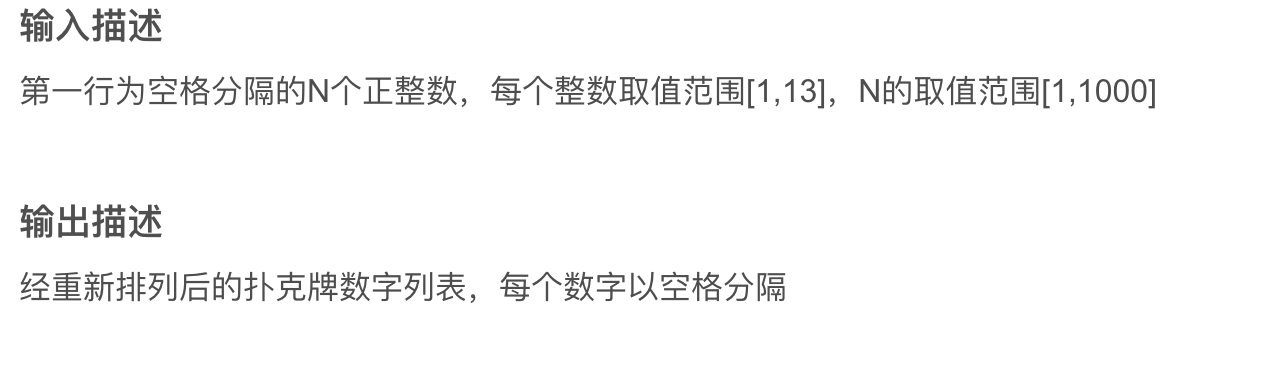 输入描述
第一行为空格分隔的N个正整数，每个整数取值范围[1,13]，N的取值范围[1,1000]
输出描述
经重新排列后的扑克牌数字列表，每个数字以空格分隔